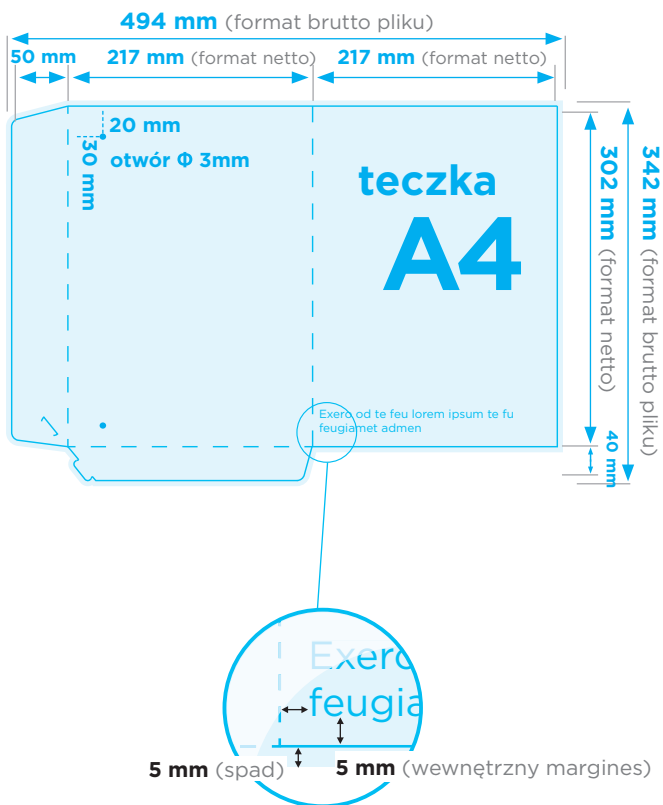 494 mm (format brutto pliku)
50 mm
217 mm (format netto)
217 mm (format netto)
20 mm
30 mm
otwór Φ 3mm
teczka
A4
302 mm (format netto)
342 mm (format brutto pliku)
40 mm
Exero od te feu lorem ipsum te fu
feugiamet admen
Exero
feugia
5 mm (spad)
5 mm (wewnętrzny margines)